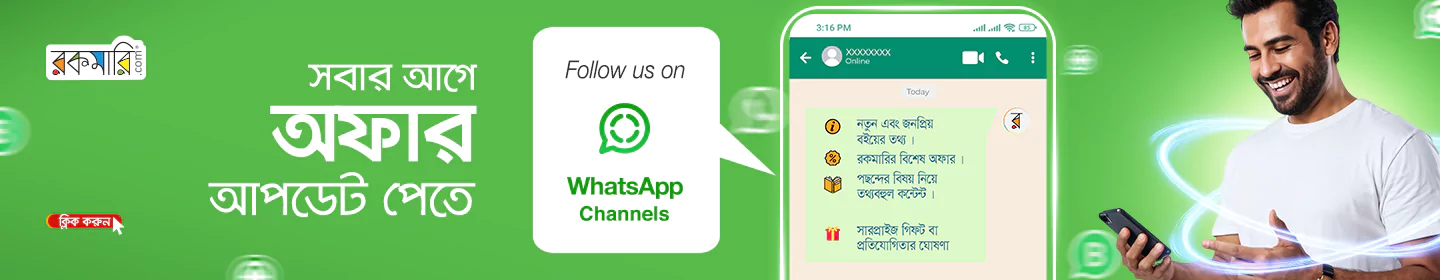 রকমারি.com
সবার আগে
অফার
আপডেট পেতে
ক্লিক করুন
Follow us on
WhatsApp
Channels
3:16 PM
85
XXXXXXXX
Online
Today
নতুন এবং জনপ্রিয়
বইয়ের তথ্য ।
রকমারির বিশেষ অফার ।
পছন্দের বিষয় নিয়ে
তথ্যবহুল কন্টেন্ট ।
সারপ্রাইজ গিফট বা
প্রতিযোগিতার ঘোষণা
র